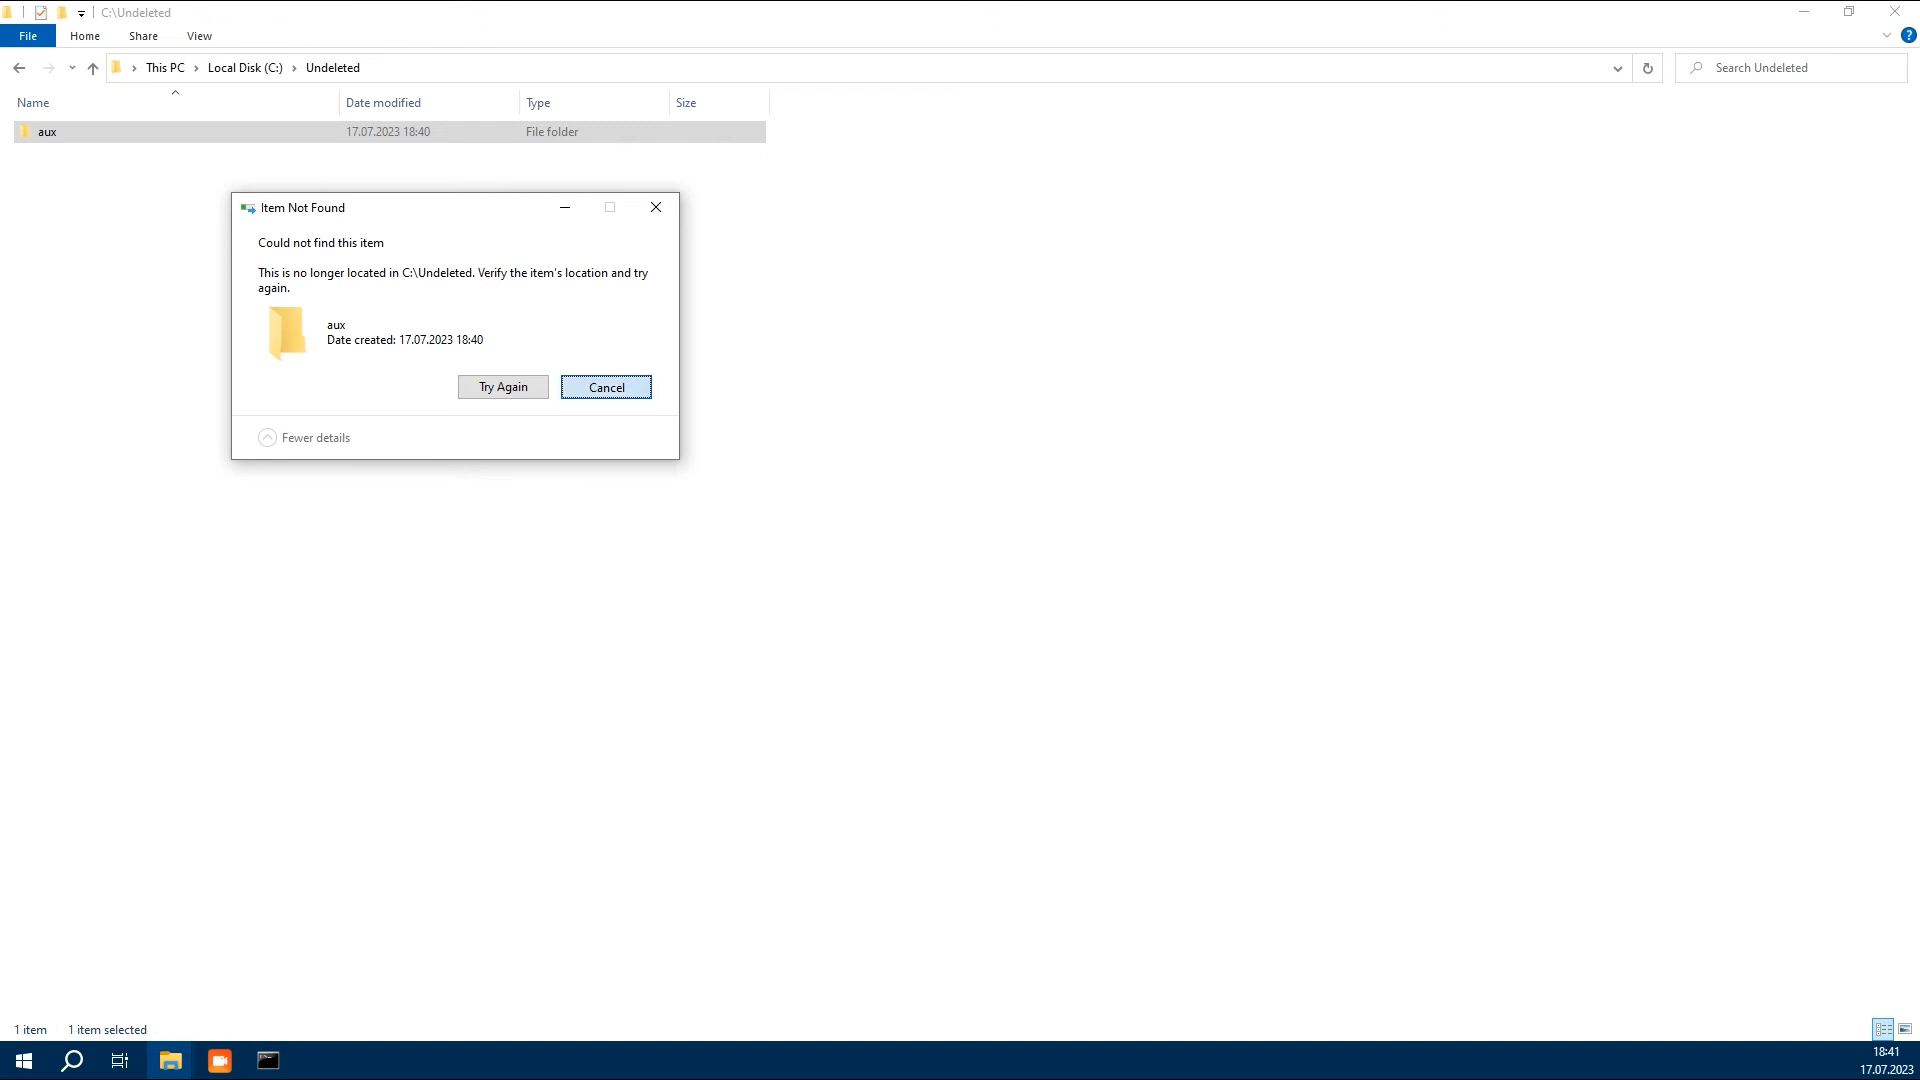 C:\Undeleted
File Home Share View
This PC Local Disk (C:) Undeleted
Search Undeleted
Name Date modified Type Size
aux 17.07.2023 18:40 File folder
Item Not Found
Could not find this item
This is no longer located in C:\Undeleted. Verify the item's location and try
again.
aux
Date created: 17.07.2023 18:40
Try Again Cancel
Fewer details
1 item 1 item selected
18:41
17.07.2023